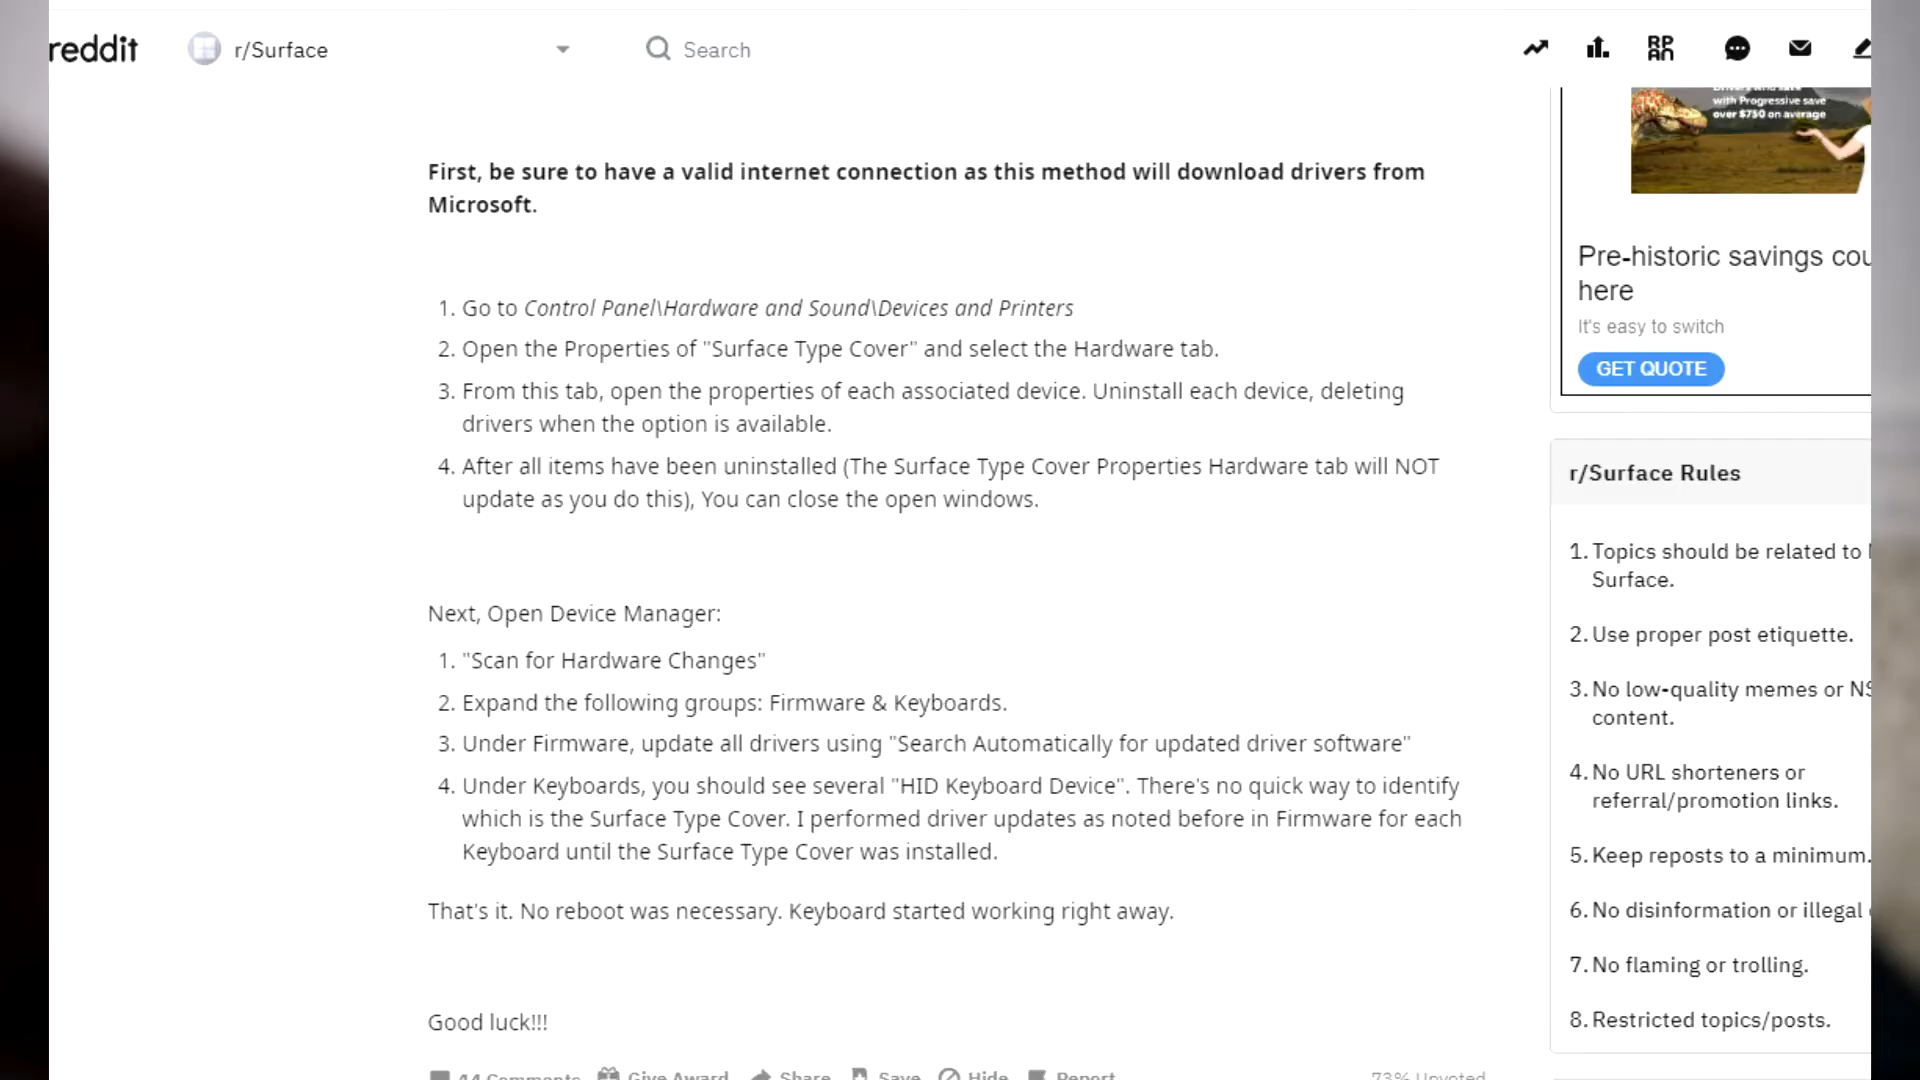 reddit
r/Surface
Search
RPAN
with Progressive save
over $750 on average
First, be sure to have a valid internet connection as this method will download drivers from
Microsoft.
1. Go to Control Panel\Hardware and Sound\Devices and Printers
2. Open the Properties of "Surface Type Cover" and select the Hardware tab.
3. From this tab, open the properties of each associated device. Uninstall each device, deleting
drivers when the option is available.
4. After all items have been uninstalled (The Surface Type Cover Properties Hardware tab will NOT
update as you do this), You can close the open windows.
Next, Open Device Manager:
1. "Scan for Hardware Changes"
2. Expand the following groups: Firmware & Keyboards.
3. Under Firmware, update all drivers using "Search Automatically for updated driver software"
4. Under Keyboards, you should see several "HID Keyboard Device". There's no quick way to identify
which is the Surface Type Cover. I performed driver updates as noted before in Firmware for each
Keyboard until the Surface Type Cover was installed.
That's it. No reboot was necessary. Keyboard started working right away.
Good luck!!!
44 Comments Give Award Share Save Hide Report 73% Upvoted
Pre-historic savings cou
here
It's easy to switch
GET QUOTE
r/Surface Rules
1. Topics should be related to
Surface.
2. Use proper post etiquette.
3. No low-quality memes or NS
content.
4. No URL shorteners or
referral/promotion links.
5. Keep reposts to a minimum.
6. No disinformation or illegal
7. No flaming or trolling.
8. Restricted topics/posts.